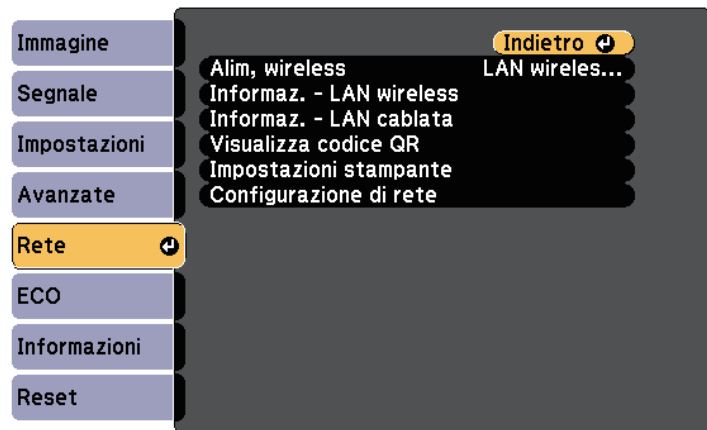 Immagine
Segnale
Impostazioni
Avanzate
Rete
ECO
Informazioni
Reset
Indietro
Alim, wireless LAN wireles...
Informaz. - LAN wireless
Informaz. - LAN cablata
Visualizza codice QR
Impostazioni stampante
Configurazione di rete